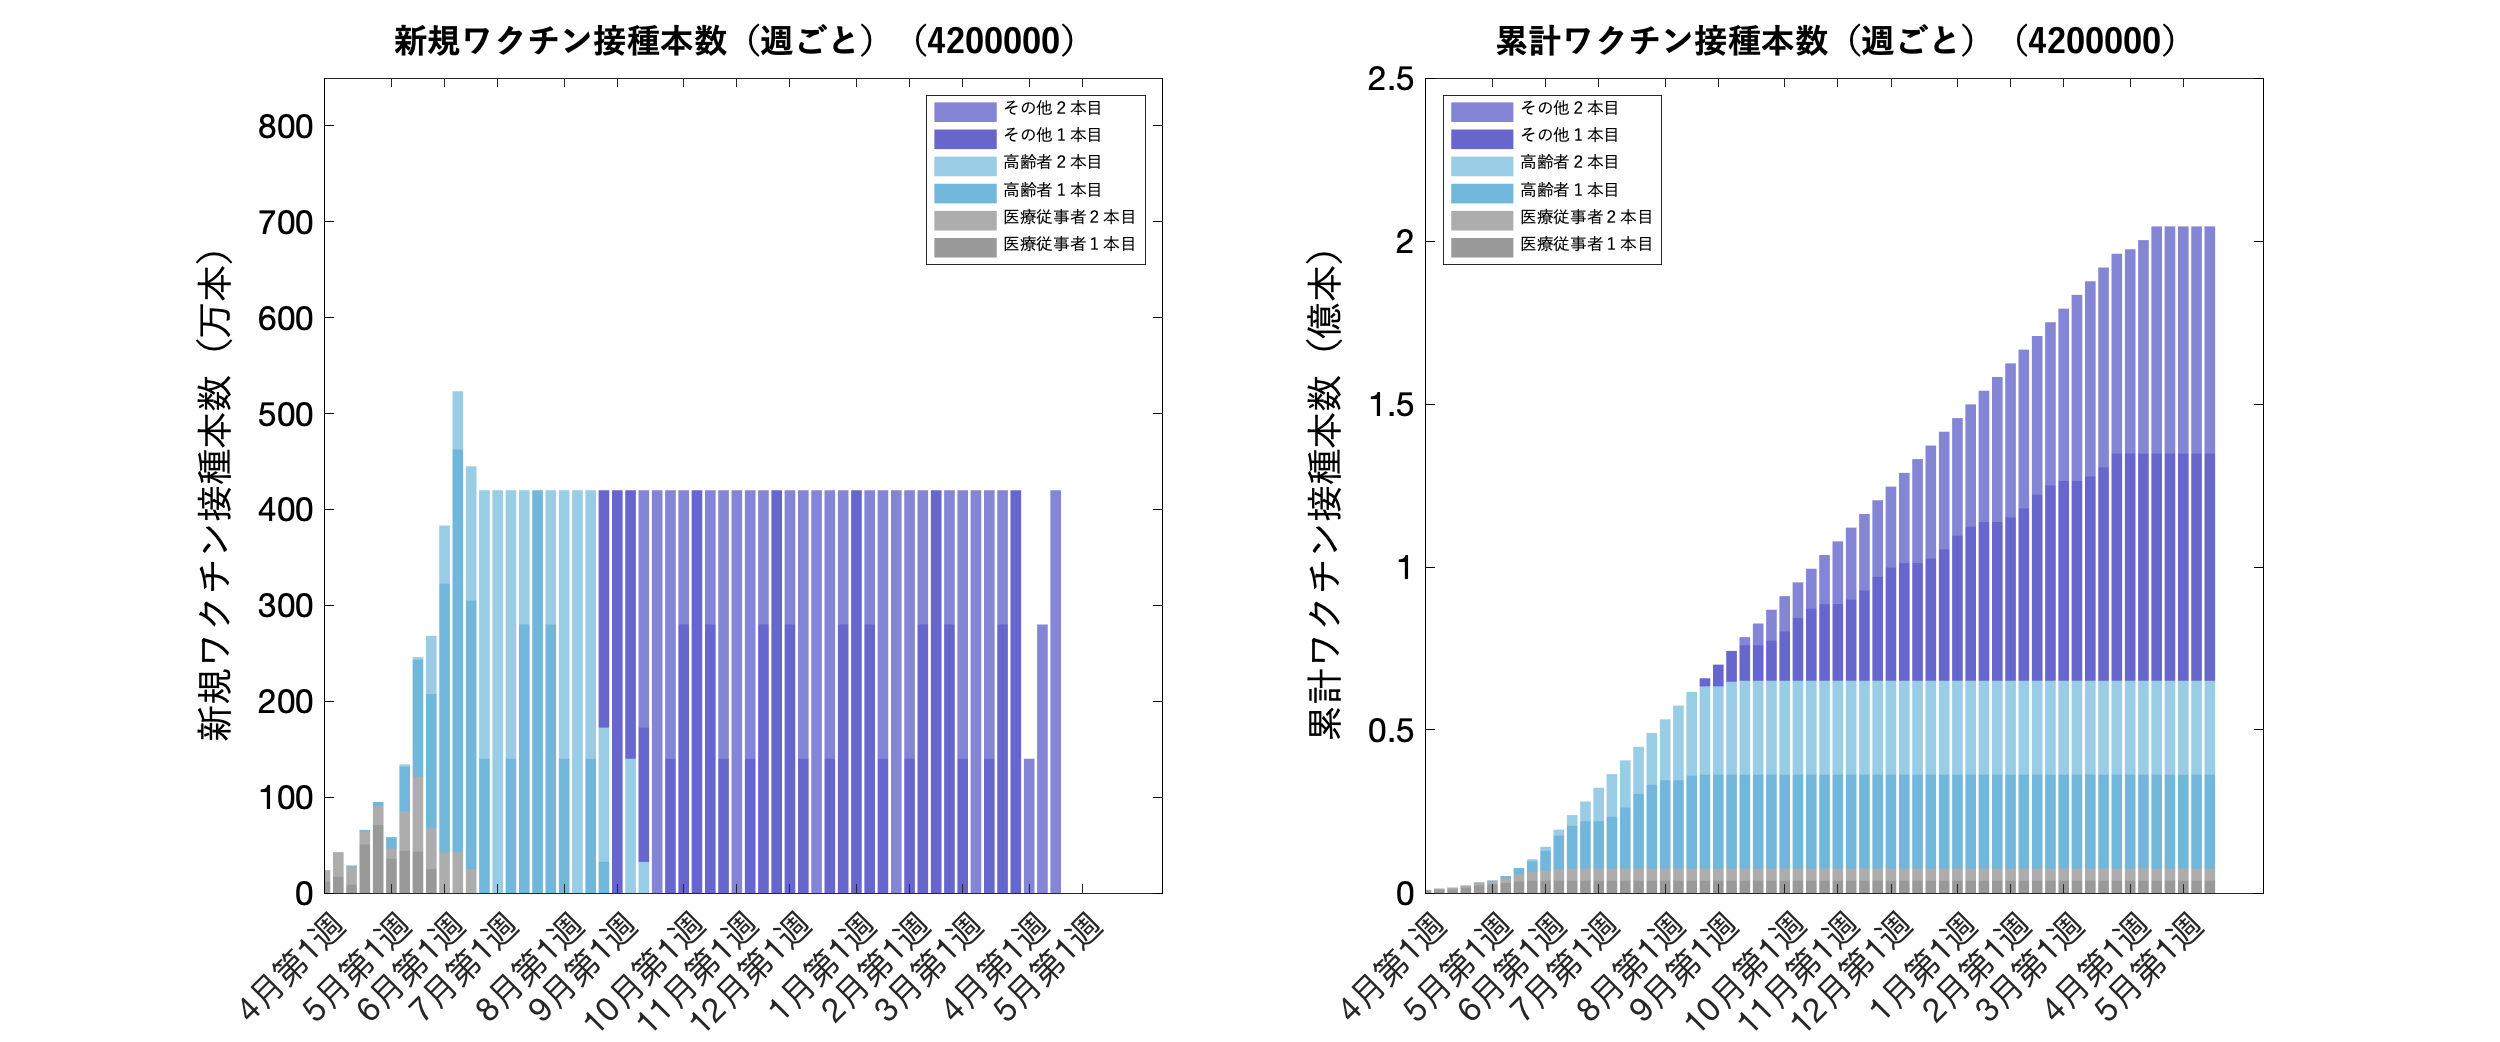 新規ワクチン接種本数（週ごと）（4200000）
新規ワクチン接種本数（万本）
800
700
600
500
400
300
200
100
0
その他２本目
その他１本目
高齢者２本目
高齢者１本目
医療従事者２本目
医療従事者１本目
4月第1週
5月第1週
6月第1週
7月第1週
8月第1週
9月第1週
10月第1週
11月第1週
12月第1週
1月第1週
2月第1週
3月第1週
4月第1週
5月第1週
累計ワクチン接種本数（週ごと）（4200000）
累計ワクチン接種本数（億本）
2.5
2
1.5
1
0.5
0
その他２本目
その他１本目
高齢者２本目
高齢者１本目
医療従事者２本目
医療従事者１本目
4月第1週
5月第1週
6月第1週
7月第1週
8月第1週
9月第1週
10月第1週
11月第1週
12月第1週
1月第1週
2月第1週
3月第1週
4月第1週
5月第1週